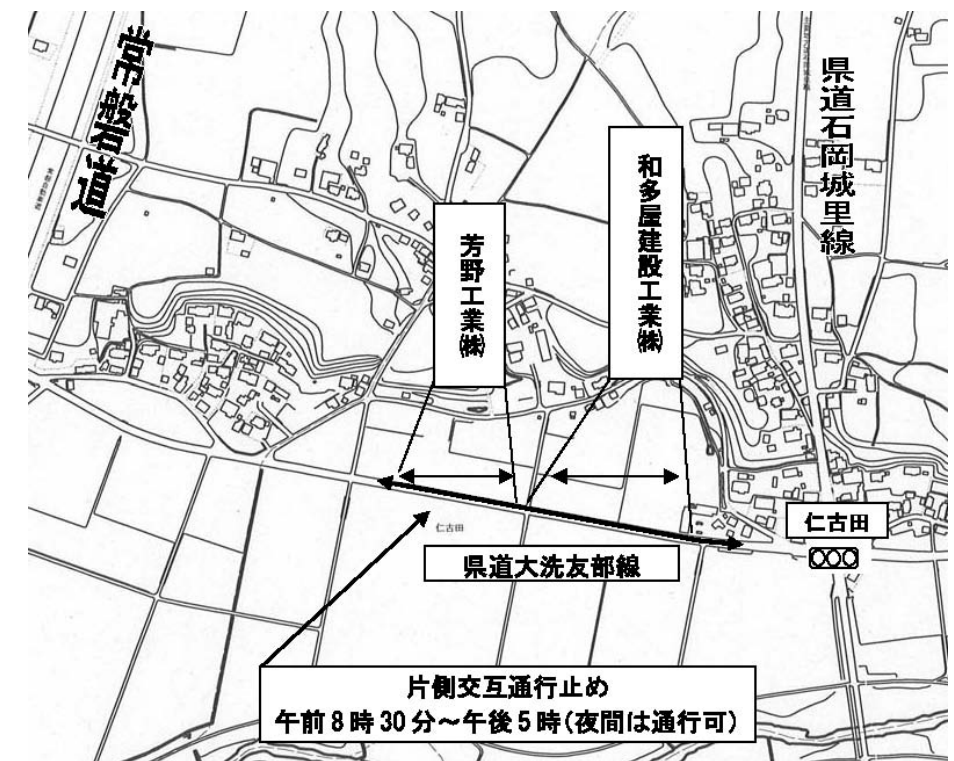 常磐道
県道石岡城里線
和多屋建設工業㈱
芳野工業㈱
仁古田
仁古田
県道大洗友部線
片側交互通行止め
午前8時30分~午後5時(夜間は通行可)